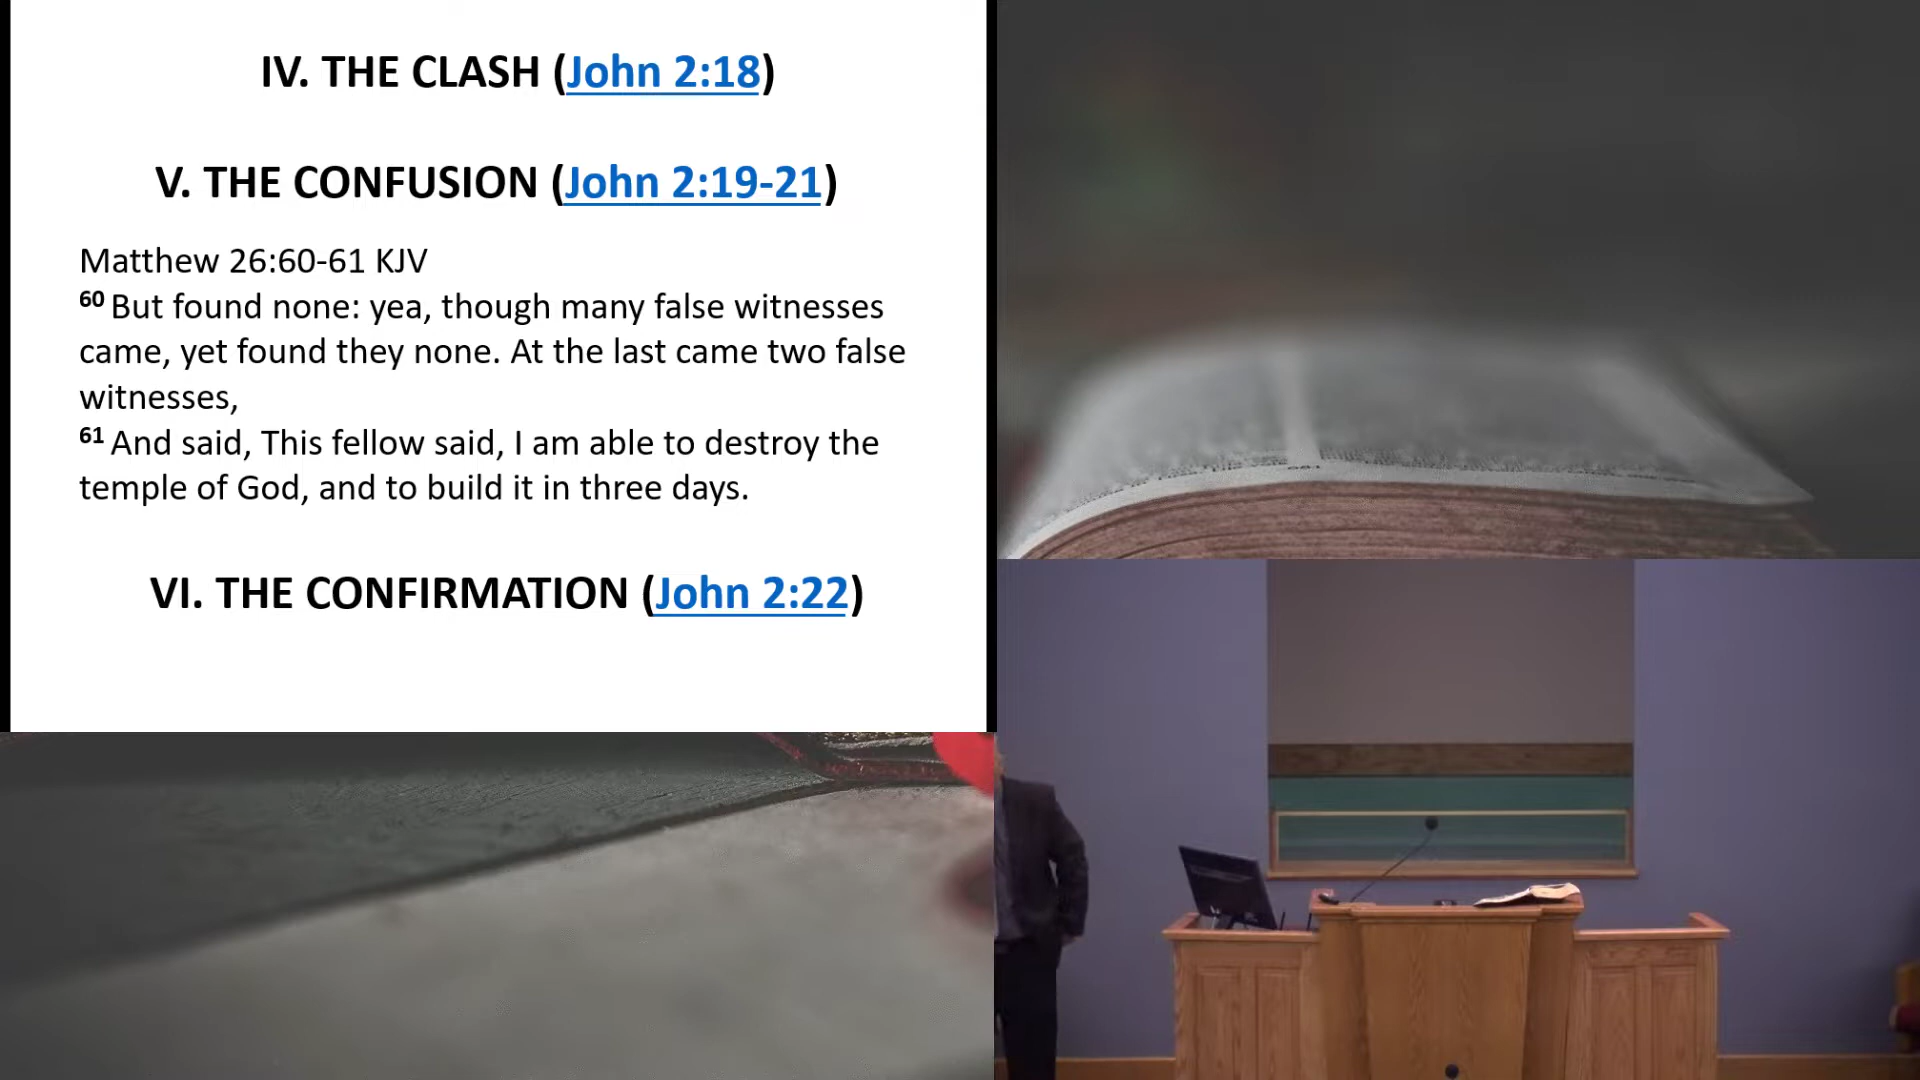 IV. THE CLASH (John 2:18)
V. THE CONFUSION (John 2:19-21)
Matthew 26:60-61 KJV
60 But found none: yea, though many false witnesses
came, yet found they none. At the last came two false
witnesses,
61 And said, This fellow said, I am able to destroy the
temple of God, and to build it in three days.
VI. THE CONFIRMATION (John 2:22)